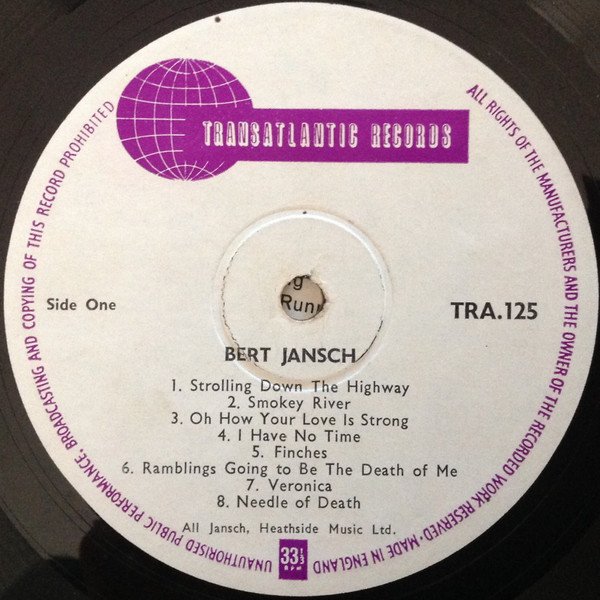 TRANSATLANTIC RECORDS
UNAUTHORISED PUBLIC PERFORMANCE, BROADCASTING AND COPYING OF THIS RECORD PROHIBITED
ALL RIGHTS OF THE MANUFACTURERS AND THE OWNER OF THE RECORDED WORK RESERVED · MADE IN ENGLAND
Side One
TRA.125
Runn
BERT JANSCH
1. Strolling Down The Highway
2. Smokey River
3. Oh How Your Love Is Strong
4. I Have No Time
5. Finches
6. Ramblings Going to Be The Death of Me
7. Veronica
8. Needle of Death
All Jansch, Heathside Music Ltd.
33 1/3
RPM